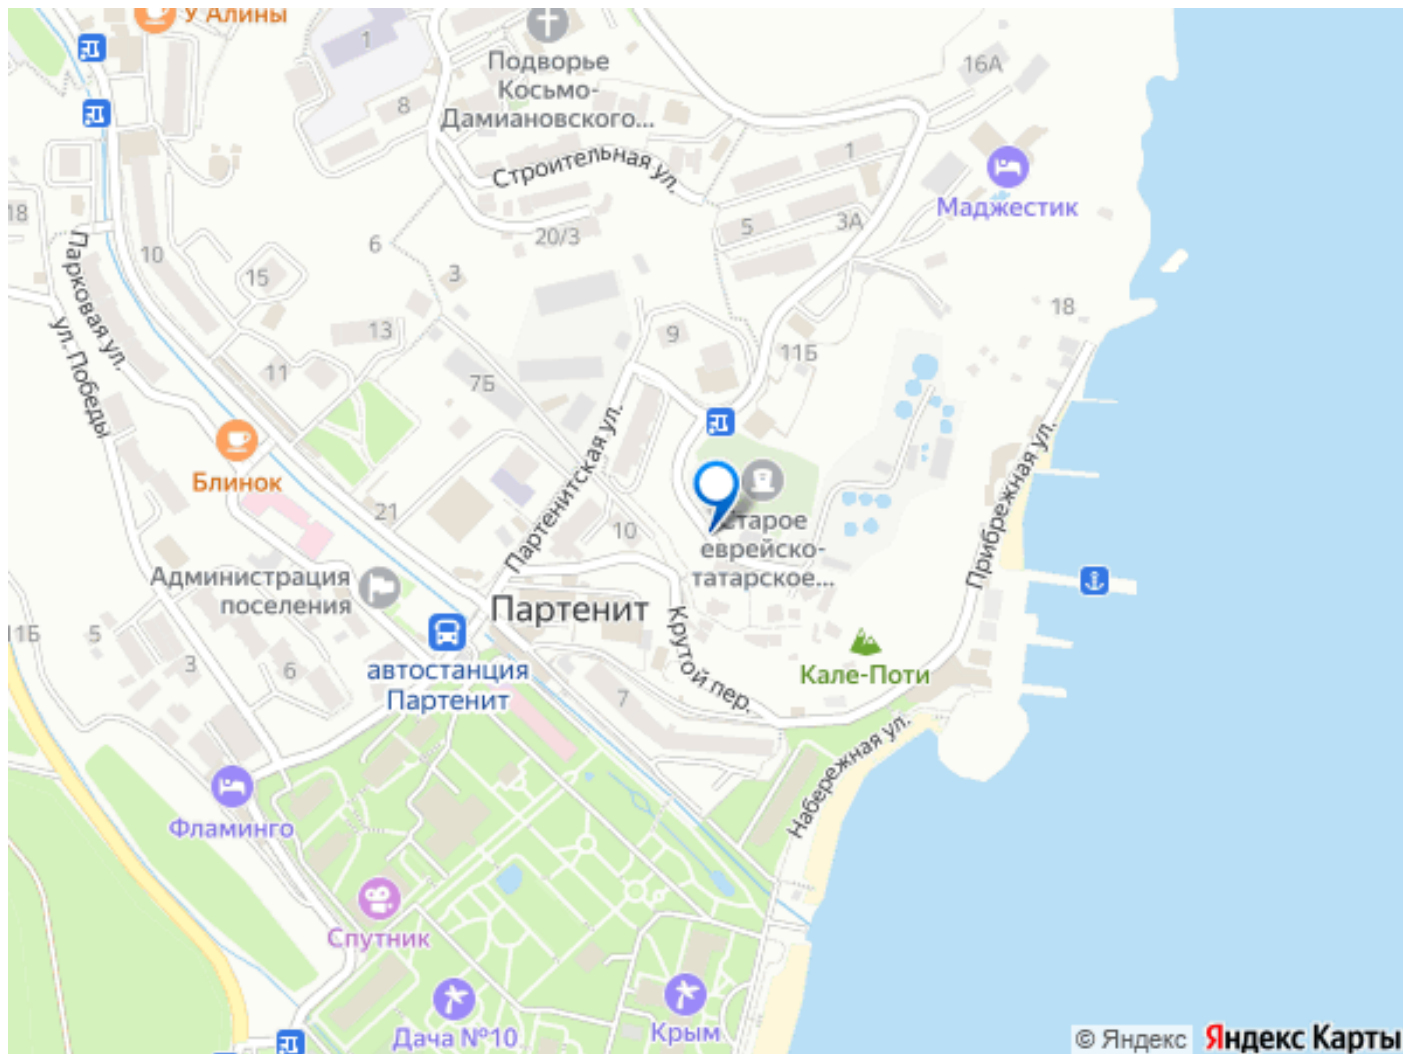 У Алины
1
Подворье
Косьмо-
Дамиановского...
16А
8
Строительная ул.
1
Маджестик
18
5
3А
20/3
6
10
Парковая ул.
15
3
18
ул. Победы
13
9
11Б
11
7Б
Блинок
Партенитская ул.
Прибрежная ул.
21
10
Старое
еврейско-
татарское...
Администрация
поселения
Партенит
11Б
5
3
6
автостанция
Партенит
Крутой пер.
Кале-Поти
7
Набережная ул.
Фламинго
Спутник
Дача №10
Крым
© Яндекс
Яндекс Карты